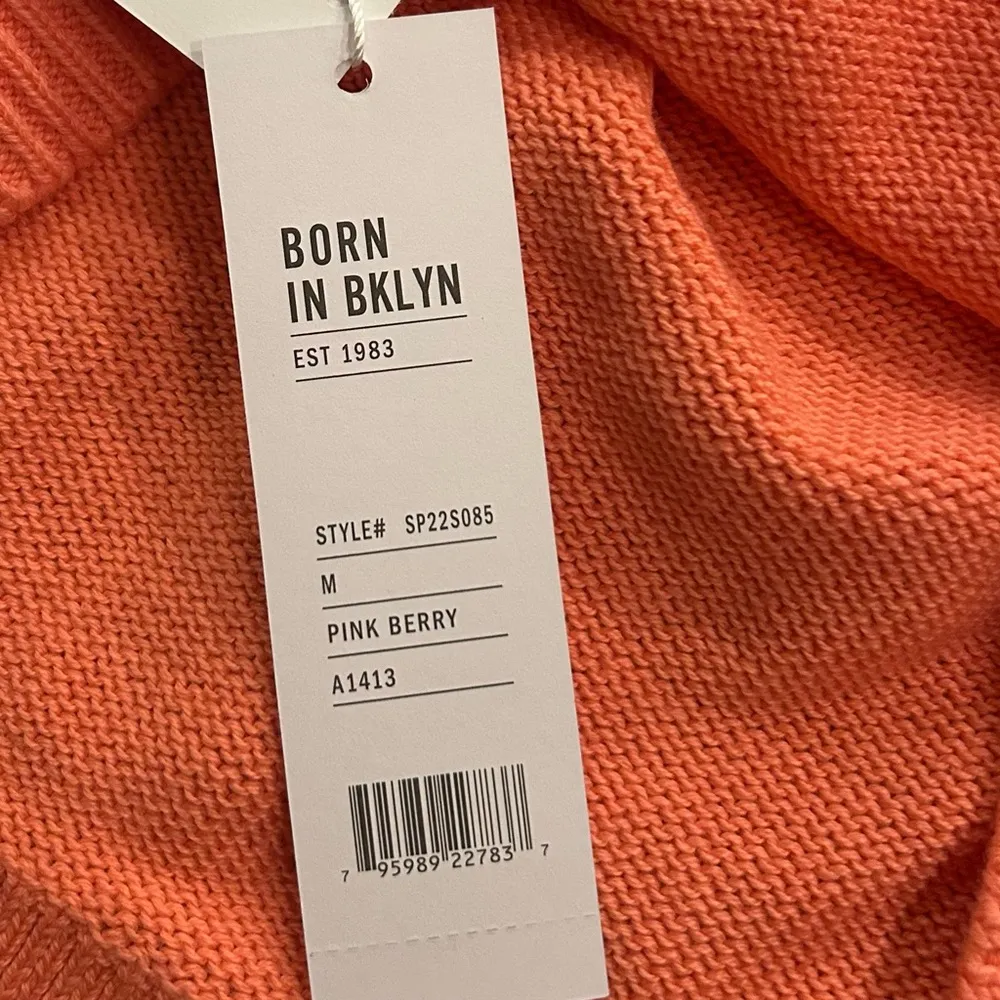 BORN
IN BKLYN
EST 1983
STYLE# SP22S085
M
PINK BERRY
A1413
7 95989 22783 7